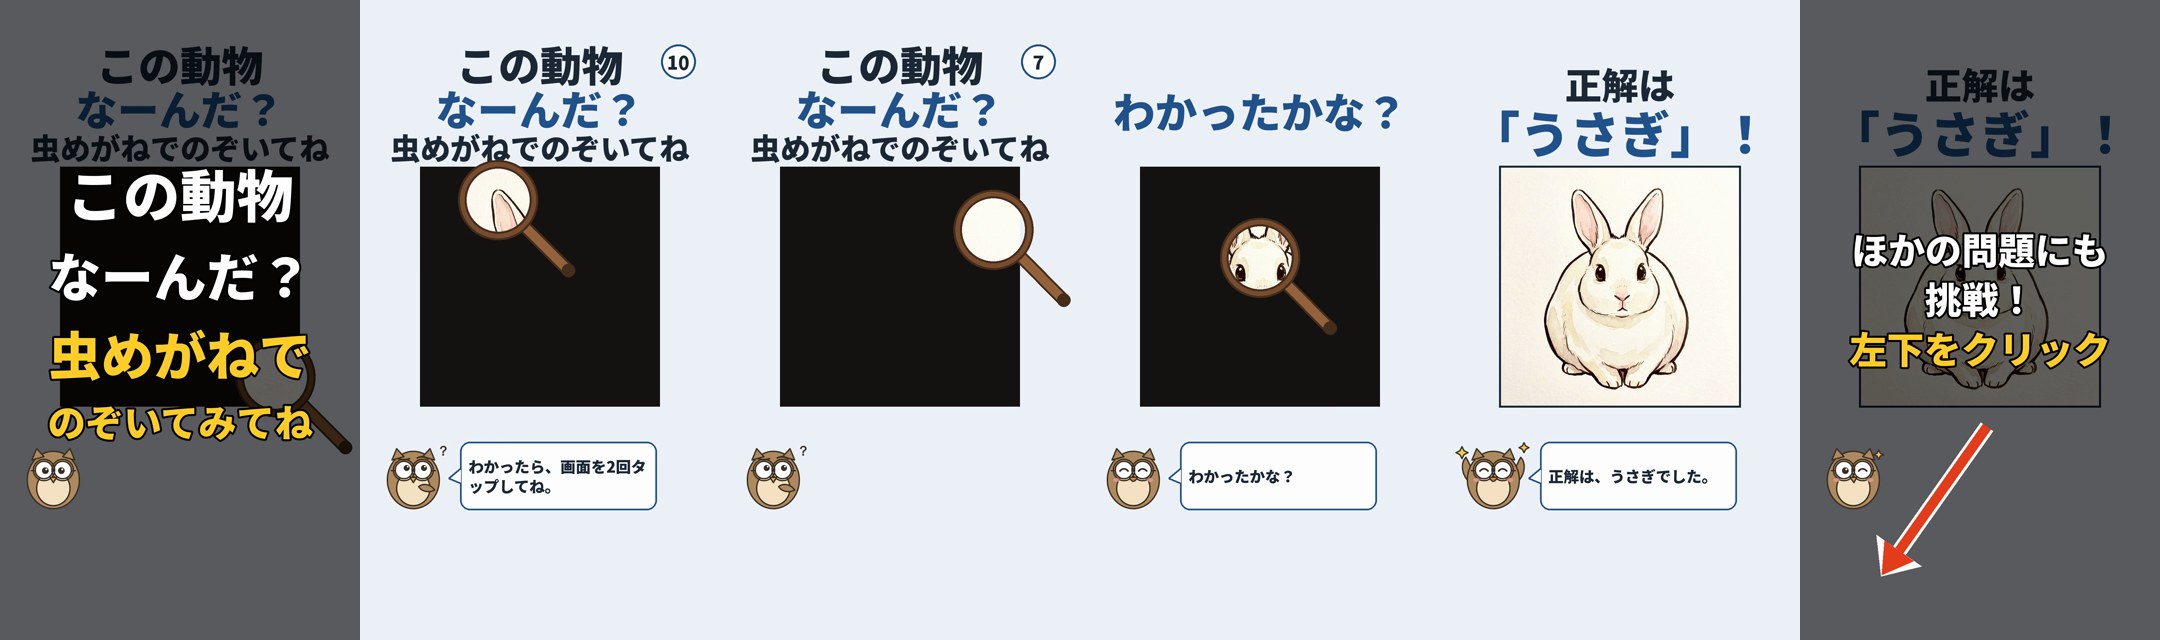 この動物
なーんだ？
虫めがねでのぞいてね
この動物
なーんだ？
虫めがねで
のぞいてみてね
この動物
なーんだ？
虫めがねでのぞいてね
10
?
わかったら、画面を2回タ
ップしてね。
この動物
なーんだ？
虫めがねでのぞいてね
7
?
わかったかな？
わかったかな？
正解は
「うさぎ」！
正解は、うさぎでした。
正解は
「うさぎ」！
ほかの問題にも
挑戦！
左下をクリック